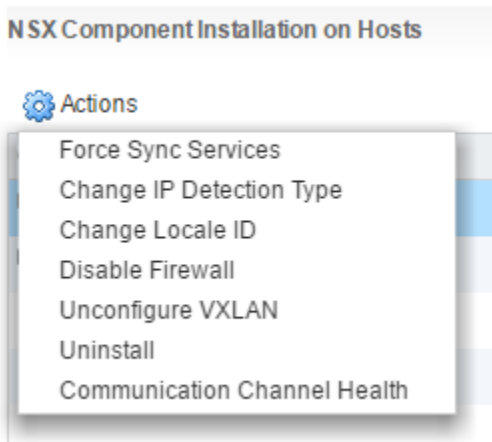 NSX Component Installation on Hosts
Actions
Force Sync Services
Change IP Detection Type
Change Locale ID
Disable Firewall
Unconfigure VXLAN
Uninstall
Communication Channel Health